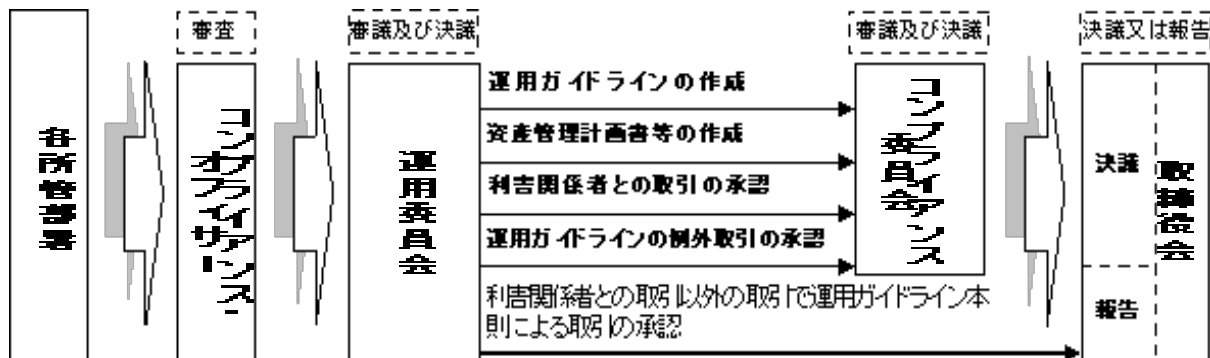 審査
審議及び決議
審議及び決議
決議又は報告
各所管部署
コンプライアンス・
オフィサー
運用委員会
運用ガイドラインの作成
資産管理計画書等の作成
利害関係者との取引の承認
運用ガイドラインの例外取引の承認
利害関係者との取引以外の取引で運用ガイドライン本
則による取引の承認
コンプライアンス
委員会
決議
報告
取締役会